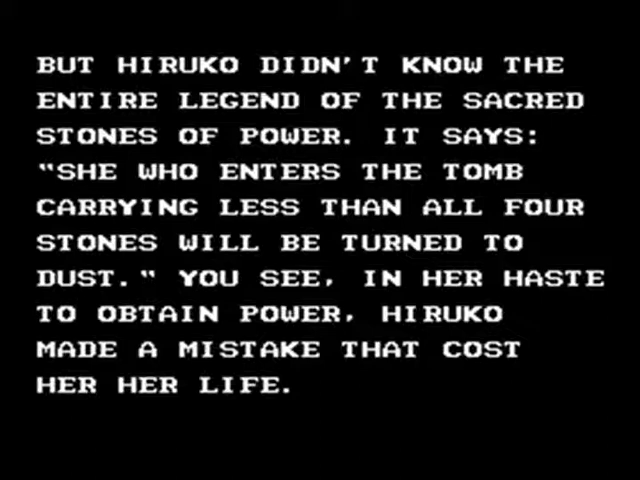 BUT HIRUKO DIDN'T KNOW THE
ENTIRE LEGEND OF THE SACRED
STONES OF POWER. IT SAYS:
"SHE WHO ENTERS THE TOMB
CARRYING LESS THAN ALL FOUR
STONES WILL BE TURNED TO
DUST." YOU SEE, IN HER HASTE
TO OBTAIN POWER, HIRUKO
MADE A MISTAKE THAT COST
HER HER LIFE.